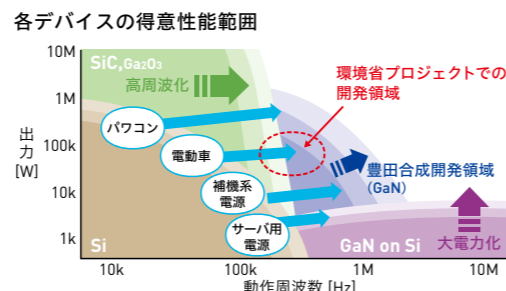 各デバイスの得意性能範囲
10M
1M
100k
10k
1k
出力
[W]
SiC,Ga2O3
高周波化
パワコン
電動車
補機系
電源
サーバ用
電源
環境省プロジェクトでの
開発領域
豊田合成開発領域
(GaN)
Si
GaN on Si
大電力化
10k
100k
1M
10M
動作周波数 [Hz]